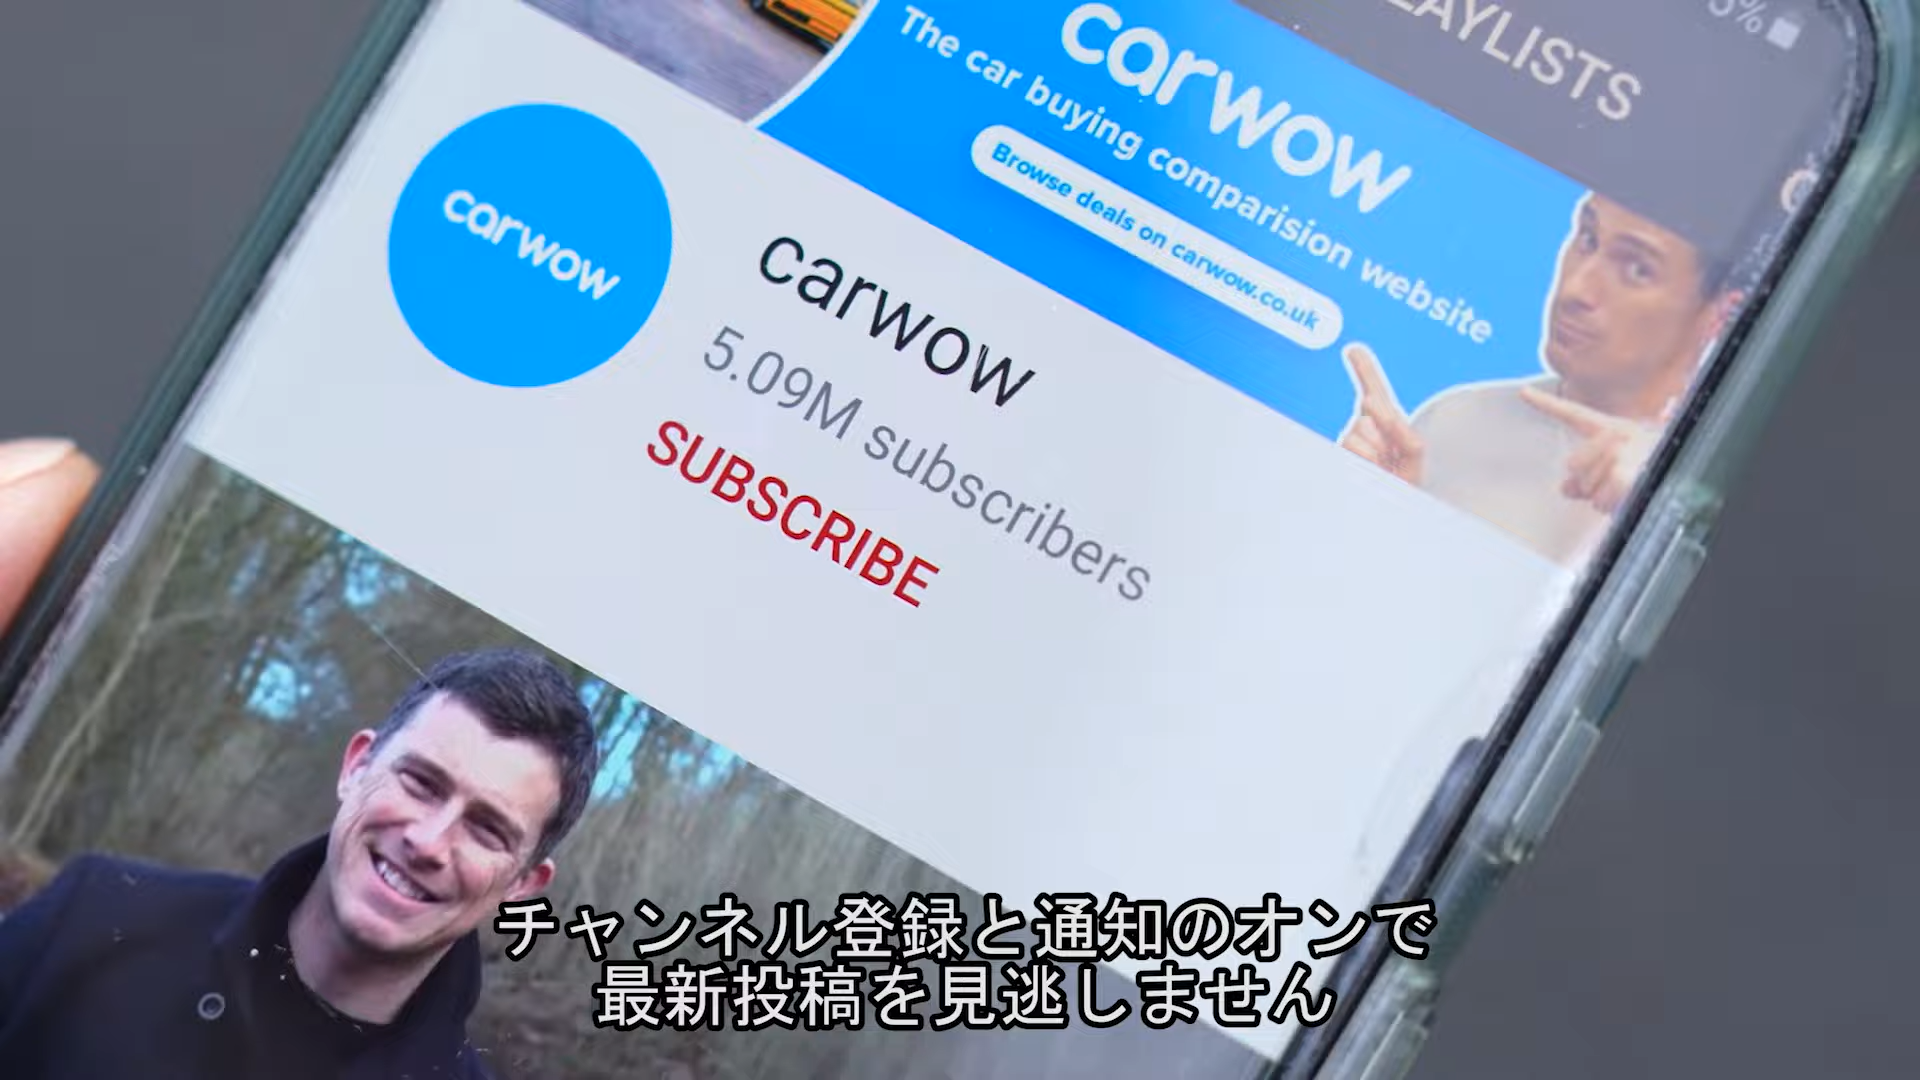 PLAYLISTS
carwow
The car buying comparision website
Browse deals on carwow.co.uk
carwow
carwow
5.09M subscribers
SUBSCRIBE
チャンネル登録と通知のオンで
最新投稿を見逃しません